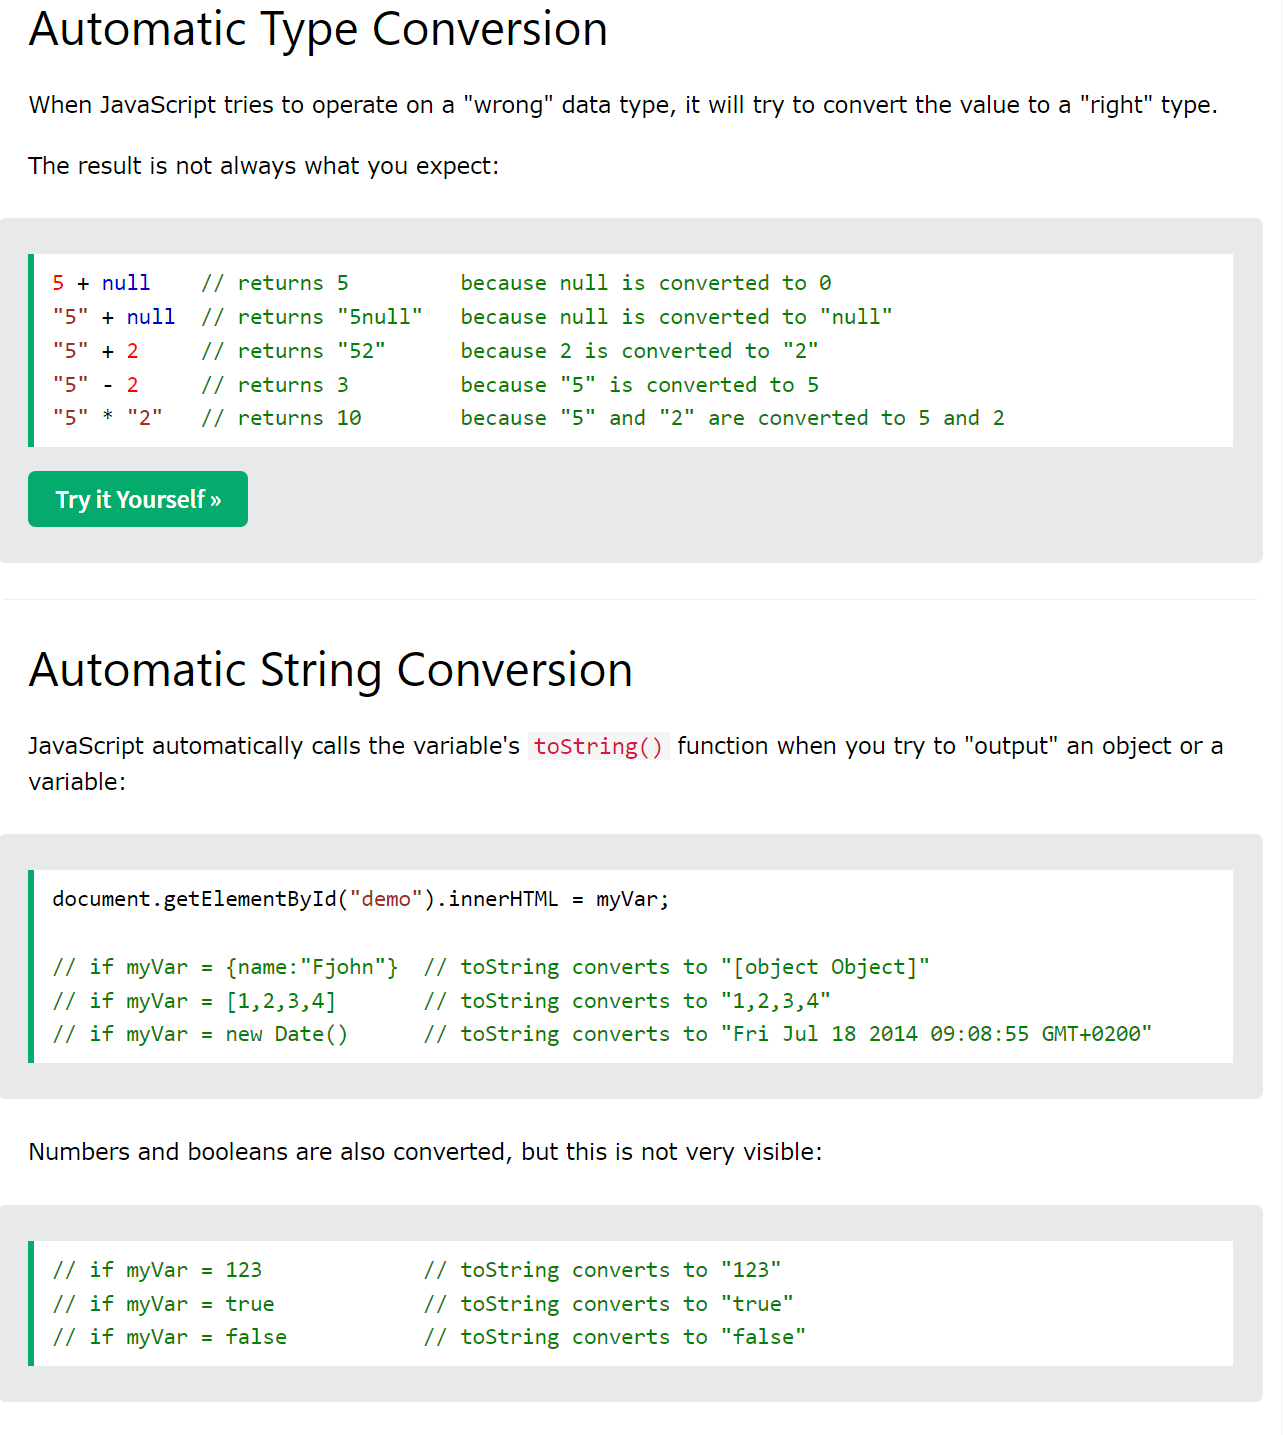 Automatic Type Conversion
When JavaScript tries to operate on a "wrong" data type, it will try to convert the value to a "right" type.
The result is not always what you expect:
5 + null    // returns 5         because null is converted to 0
"5" + null  // returns "5null"   because null is converted to "null"
"5" + 2     // returns "52"      because 2 is converted to "2"
"5" - 2     // returns 3         because "5" is converted to 5
"5" * "2"   // returns 10        because "5" and "2" are converted to 5 and 2
Try it Yourself »
Automatic String Conversion
JavaScript automatically calls the variable's toString() function when you try to "output" an object or a
variable:
document.getElementById("demo").innerHTML = myVar;
// if myVar = {name:"Fjohn"}  // toString converts to "[object Object]"
// if myVar = [1,2,3,4]       // toString converts to "1,2,3,4"
// if myVar = new Date()      // toString converts to "Fri Jul 18 2014 09:08:55 GMT+0200"
Numbers and booleans are also converted, but this is not very visible:
// if myVar = 123             // toString converts to "123"
// if myVar = true            // toString converts to "true"
// if myVar = false           // toString converts to "false"